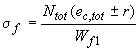 σ_f = N_tot (e_c,tot ± r) / W_f1